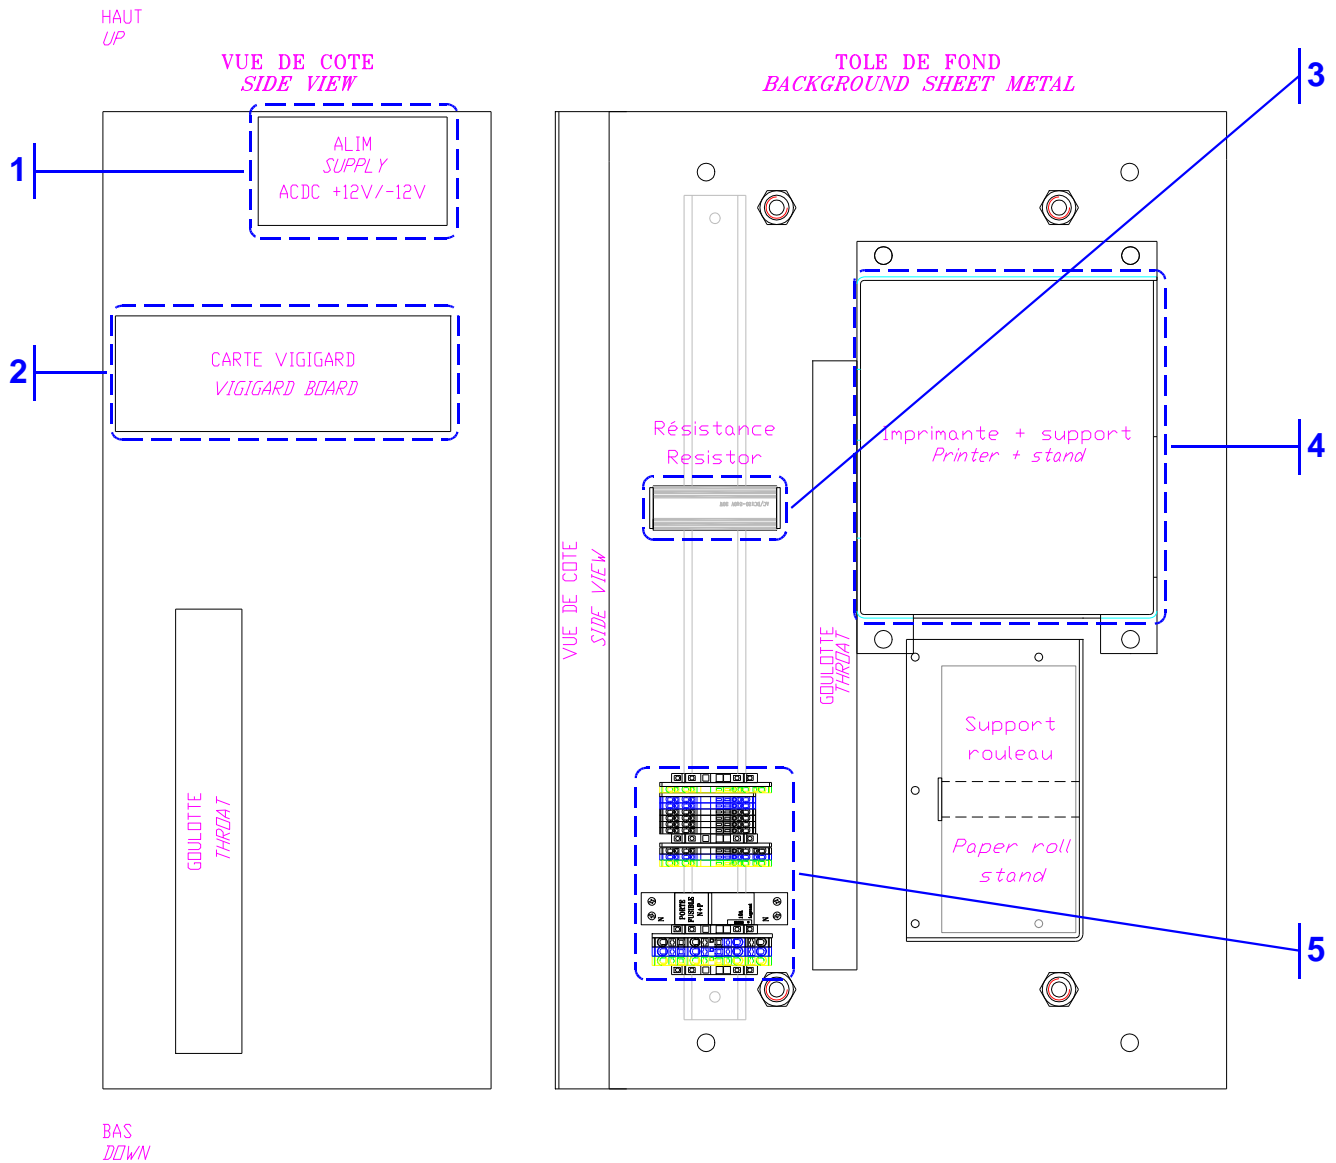 HAUT
UP
VUE DE COTE
SIDE VIEW
TOLE DE FOND
BACKGROUND SHEET METAL
3
1
ALIM
SUPPLY
ACDC +12V/-12V
2
CARTE VIGIGARD
VIGIGARD BOARD
Résistance
Resistor
Imprimante + support
Printer + stand
4
VUE DE COTE
SIDE VIEW
GOULOTTE
THROAT
Support
rouleau
Paper roll
stand
GOULOTTE
THROAT
N
PORTE
FUSIBLE
N+P
Legrand
N
5
BAS
DOWN